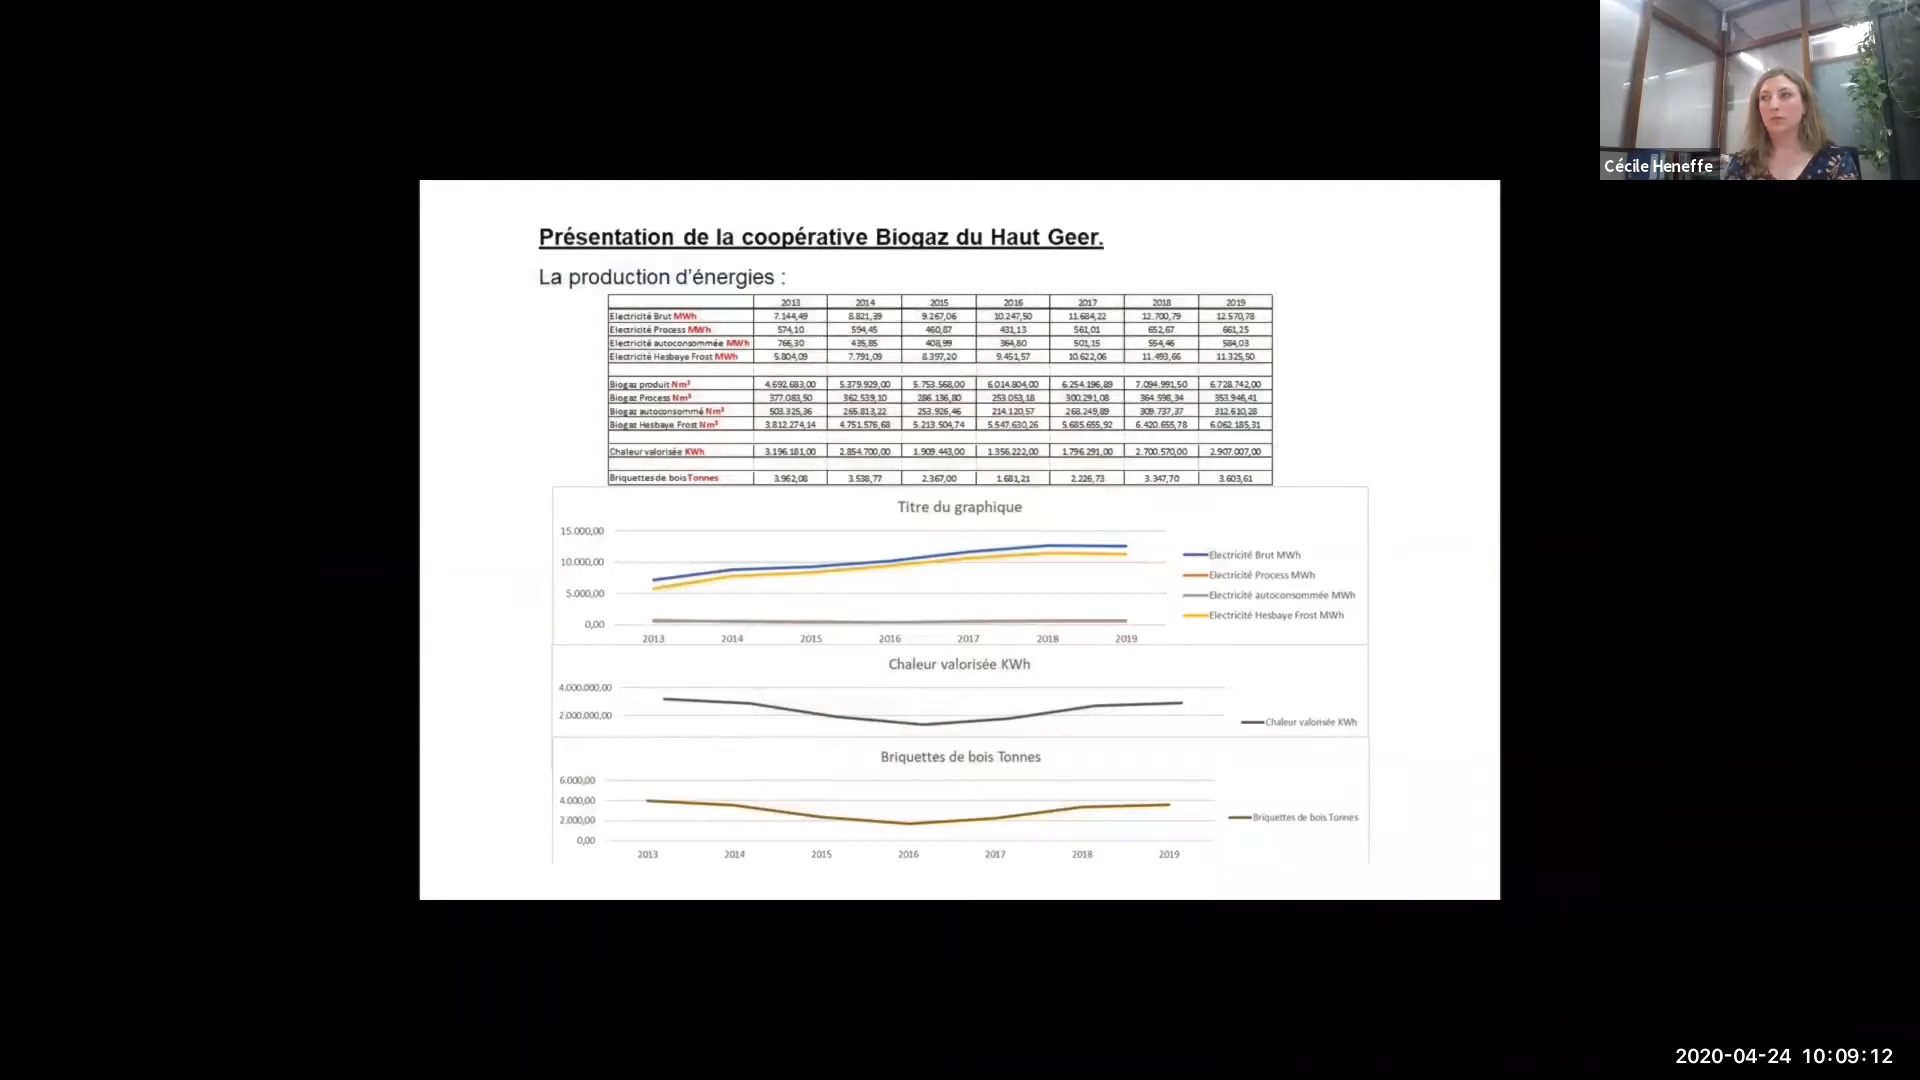 Cécile Heneffe
Présentation de la coopérative Biogaz du Haut Geer.
La production d'énergies :
2013 2014 2015 2016 2017 2018 2019
Electricité Brut MWh 7.144,49 8.821,39 9.267,06 10.247,50 11.684,22 12.700,79 12.570,78
Electricité Process MWh 574,10 594,45 460,87 431,13 561,01 652,67 661,25
Electricité autoconsommée MWh 766,30 435,85 408,99 364,80 501,15 554,46 584,03
Electricité Hesbaye Frost MWh 5.804,09 7.791,09 8.397,20 9.451,57 10.622,06 11.493,66 11.325,50
Biogaz produit Nm³ 4.692.683,00 5.379.929,00 5.753.568,00 6.014.804,00 6.254.196,89 7.094.991,50 6.728.742,00
Biogaz Process Nm³ 377.083,50 362.539,10 286.136,80 253.053,18 300.291,08 364.598,34 353.946,41
Biogaz autoconsommé Nm³ 503.325,36 265.813,22 253.926,46 214.120,57 268.249,89 309.737,37 312.610,28
Biogaz Hesbaye Frost Nm³ 3.812.274,14 4.751.576,68 5.213.504,74 5.547.630,26 5.685.655,92 6.420.655,78 6.062.185,31
Chaleur valorisée KWh 3.196.181,00 2.854.700,00 1.909.443,00 1.356.222,00 1.796.291,00 2.700.570,00 2.907.007,00
Briquettes de bois Tonnes 3.962,08 3.538,77 2.367,00 1.681,21 2.226,73 3.347,70 3.603,61
Titre du graphique
15.000,00
10.000,00
5.000,00
0,00
2013 2014 2015 2016 2017 2018 2019
Electricité Brut MWh
Electricité Process MWh
Electricité autoconsommée MWh
Electricité Hesbaye Frost MWh
Chaleur valorisée KWh
4.000.000,00
2.000.000,00
Chaleur valorisée KWh
Briquettes de bois Tonnes
6.000,00
4.000,00
2.000,00
0,00
2013 2014 2015 2016 2017 2018 2019
Briquettes de bois Tonnes
2020-04-24 10:09:12